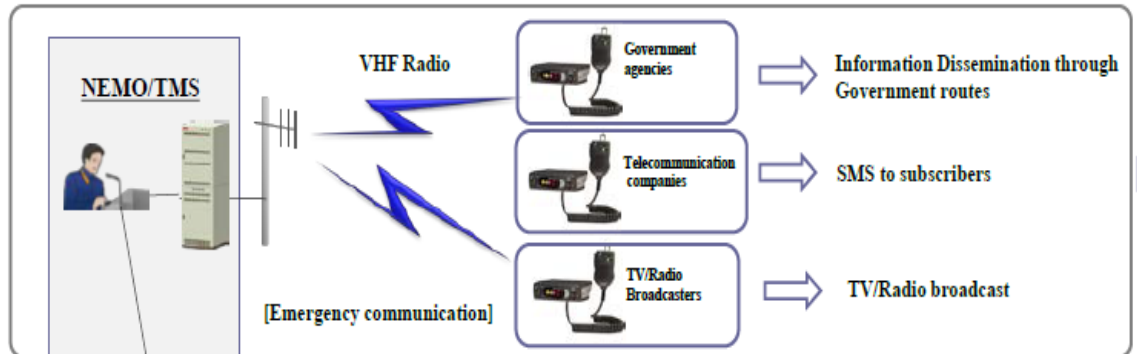 NEMO/TMS
VHF Radio
[Emergency communication]
Government
agencies
Information Dissemination through
Government routes
Telecommunication
companies
SMS to subscribers
TV/Radio
Broadcasters
TV/Radio broadcast